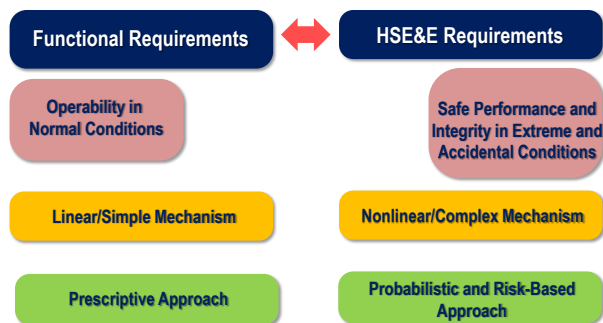 Functional Requirements
HSE&E Requirements
Operability in
Normal Conditions
Safe Performance and
Integrity in Extreme and
Accidental Conditions
Linear/Simple Mechanism
Nonlinear/Complex Mechanism
Prescriptive Approach
Probabilistic and Risk-Based
Approach